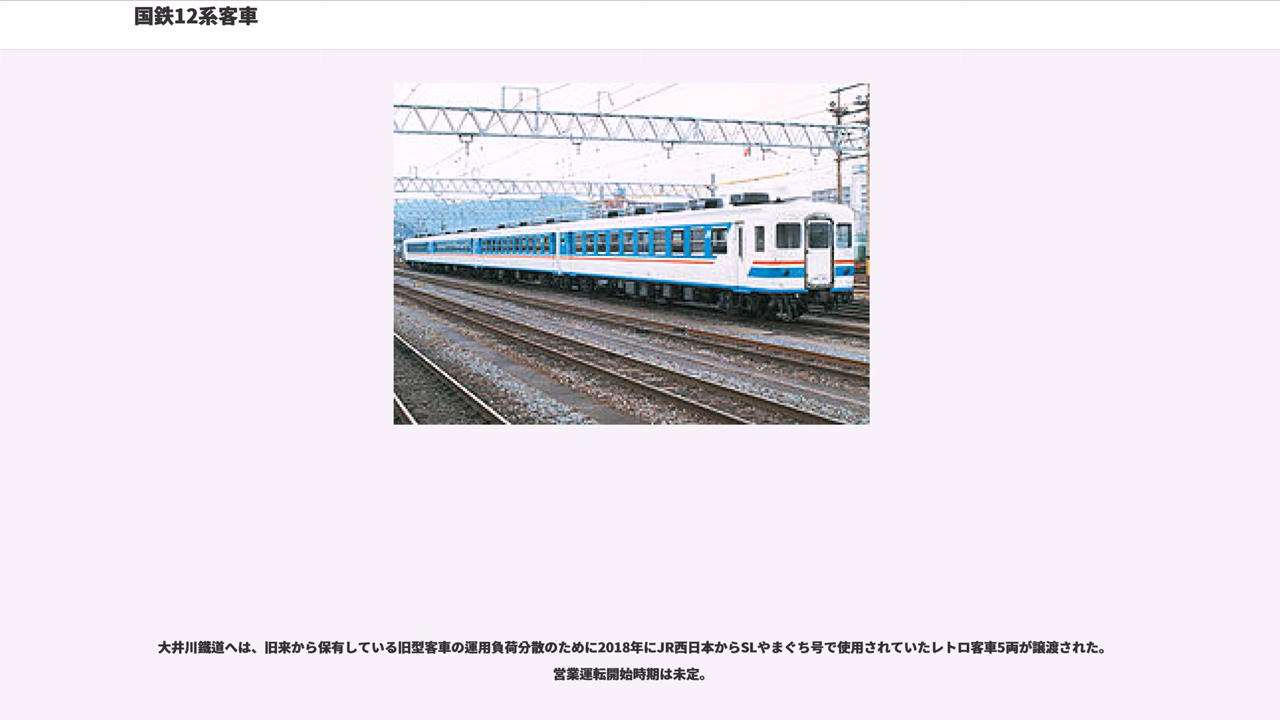 国鉄12系客車
大井川鐵道へは、旧来から保有している旧型客車の運用負荷分散のために2018年にJR西日本からSLやまぐち号で使用されていたレトロ客車5両が譲渡された。
営業運転開始時期は未定。